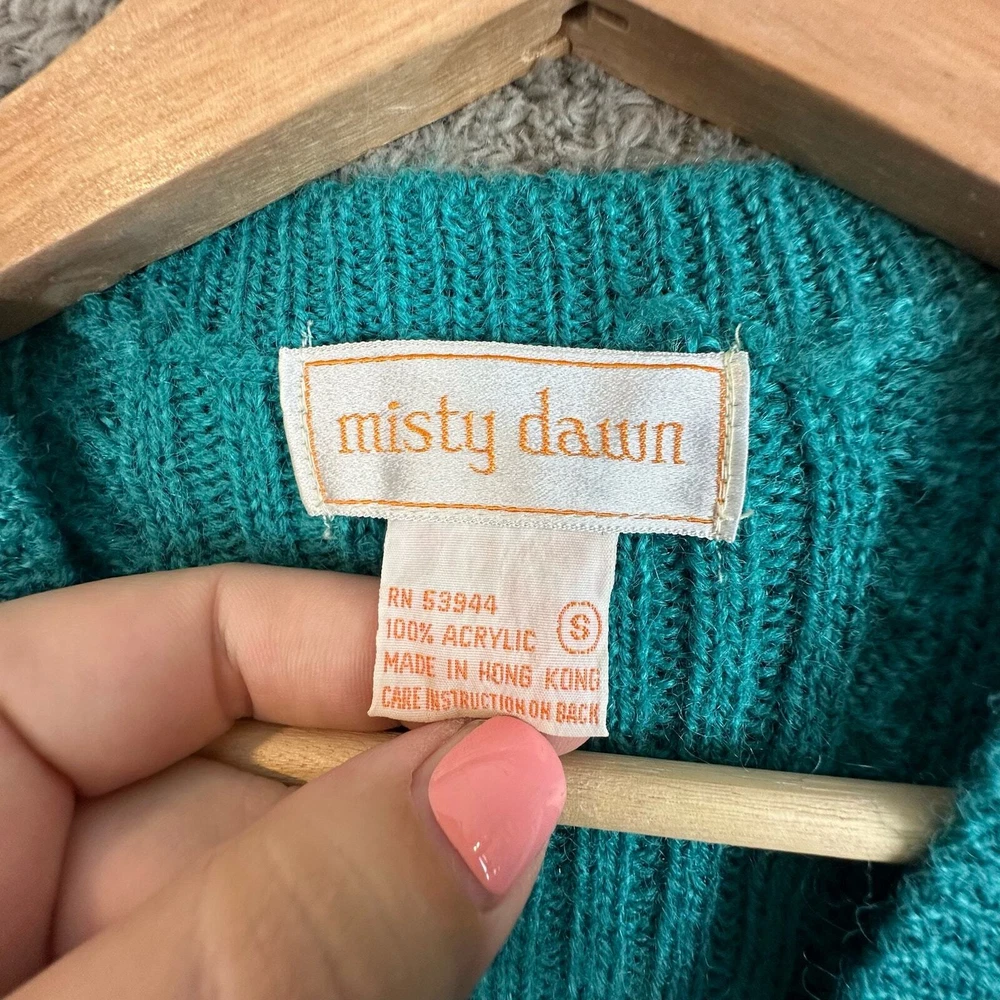 misty dawn
RN 53944
100% ACRYLIC
S
MADE IN HONG KONG
CARE INSTRUCTION ON BACK